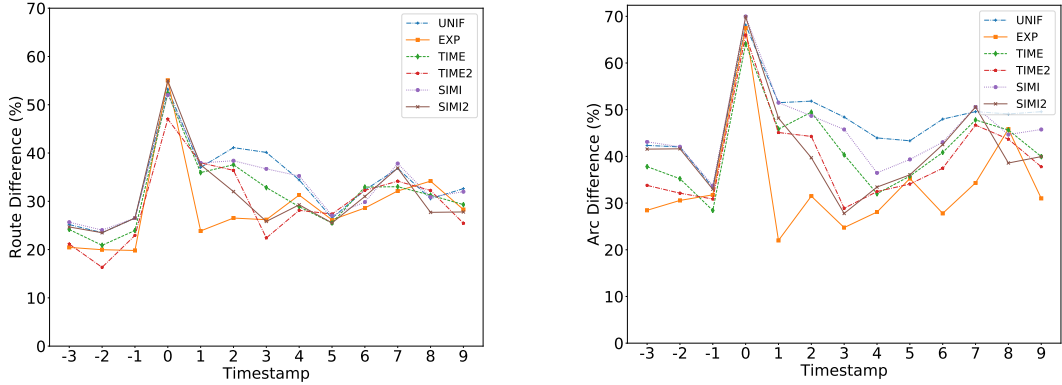 70
60
50
40
30
20
10
0
Route Difference (%)
-3 -2 -1 0 1 2 3 4 5 6 7 8 9
Timestamp
UNIF
EXP
TIME
TIME2
SIMI
SIMI2
70
60
50
40
30
20
10
0
Arc Difference (%)
-3 -2 -1 0 1 2 3 4 5 6 7 8 9
Timestamp
UNIF
EXP
TIME
TIME2
SIMI
SIMI2